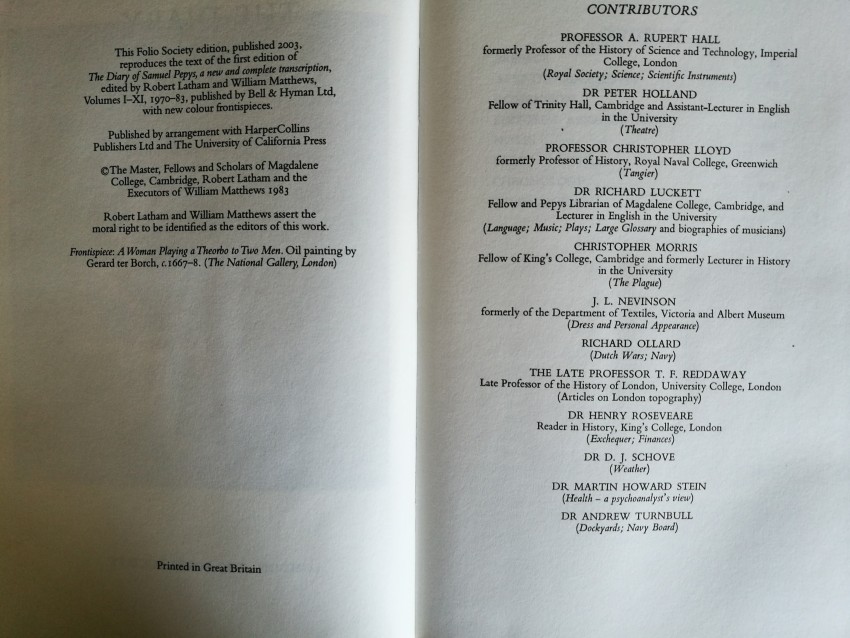 This Folio Society edition, published 2003,
reproduces the text of the first edition of
The Diary of Samuel Pepys, a new and complete transcription,
edited by Robert Latham and William Matthews,
Volumes I–XI, 1970–83, published by Bell & Hyman Ltd,
with new colour frontispieces.
Published by arrangement with HarperCollins
Publishers Ltd and The University of California Press
©The Master, Fellows and Scholars of Magdalene
College, Cambridge, Robert Latham and the
Executors of William Matthews 1983
Robert Latham and William Matthews assert the
moral right to be identified as the editors of this work.
Frontispiece: A Woman Playing a Theorbo to Two Men. Oil painting by
Gerard ter Borch, c.1667–8. (The National Gallery, London)
Printed in Great Britain
CONTRIBUTORS
PROFESSOR A. RUPERT HALL
formerly Professor of the History of Science and Technology, Imperial
College, London
(Royal Society; Science; Scientific Instruments)
DR PETER HOLLAND
Fellow of Trinity Hall, Cambridge and Assistant-Lecturer in English
in the University
(Theatre)
PROFESSOR CHRISTOPHER LLOYD
formerly Professor of History, Royal Naval College, Greenwich
(Tangier)
DR RICHARD LUCKETT
Fellow and Pepys Librarian of Magdalene College, Cambridge, and
Lecturer in English in the University
(Language; Music; Plays; Large Glossary and biographies of musicians)
CHRISTOPHER MORRIS
Fellow of King's College, Cambridge and formerly Lecturer in History
in the University
(The Plague)
J. L. NEVINSON
formerly of the Department of Textiles, Victoria and Albert Museum
(Dress and Personal Appearance)
RICHARD OLLARD
(Dutch Wars; Navy)
THE LATE PROFESSOR T. F. REDDAWAY
Late Professor of the History of London, University College, London
(Articles on London topography)
DR HENRY ROSEVEARE
Reader in History, King's College, London
(Exchequer; Finances)
DR D. J. SCHOVE
(Weather)
DR MARTIN HOWARD STEIN
(Health – a psychoanalyst's view)
DR ANDREW TURNBULL
(Dockyards; Navy Board)